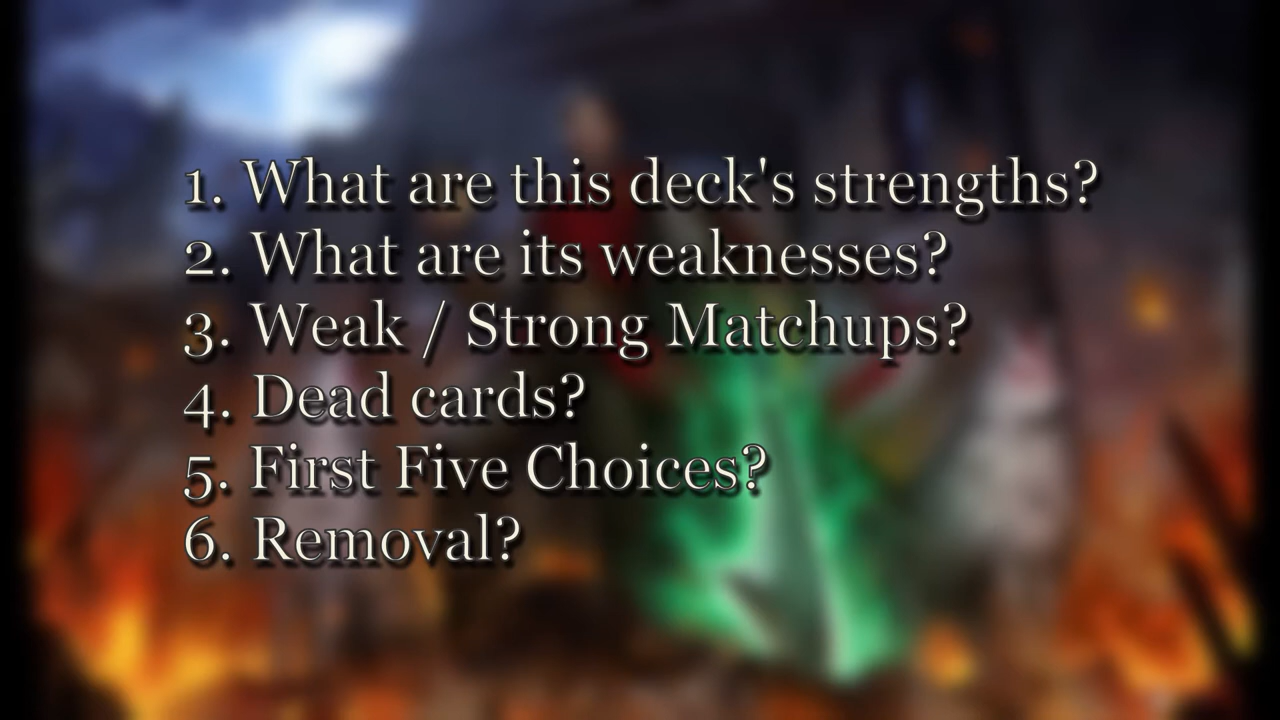 1. What are this deck's strengths?
2. What are its weaknesses?
3. Weak / Strong Matchups?
4. Dead cards?
5. First Five Choices?
6. Removal?